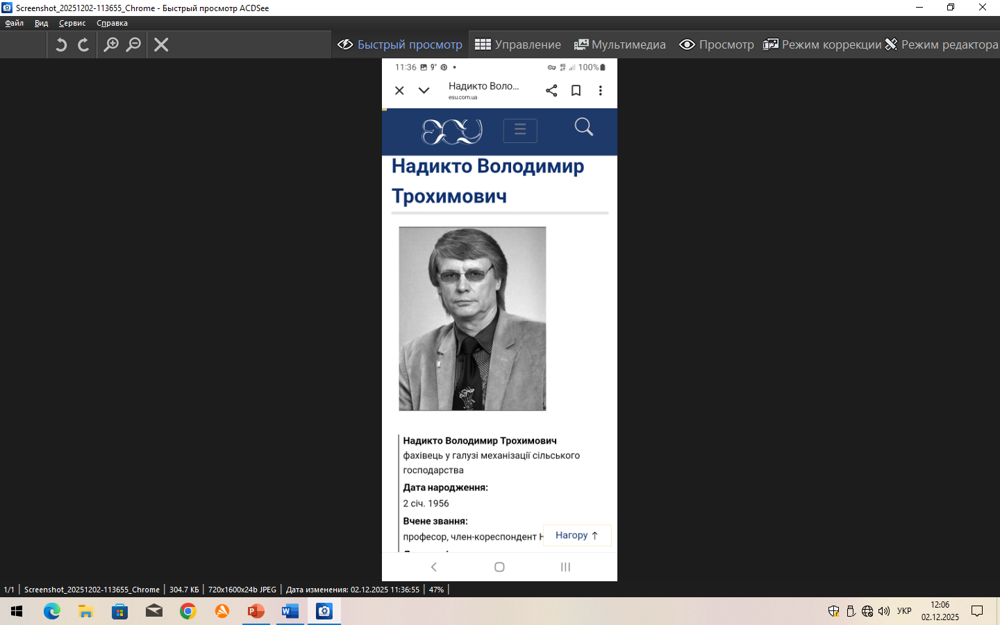 Screenshot_20251202-113655_Chrome - Быстрый просмотр ACDSee
Файл Вид Сервис Справка
Быстрый просмотр Управление Мультимедиа Просмотр Режим коррекции Режим редактора
11:36 9° 4G 100%
Надикто Воло...
esu.com.ua
ЕСУ
Надикто Володимир
Трохимович
Надикто Володимир Трохимович
фахівець у галузі механізації сільського
господарства
Дата народження:
2 січ. 1956
Вчене звання:
професор, член-кореспондент
Нагору ↑
1/1 Screenshot_20251202-113655_Chrome 304.7 КБ 720x1600x24b JPEG Дата изменения: 02.12.2025 11:36:55 47%
УКР
12:06
02.12.2025